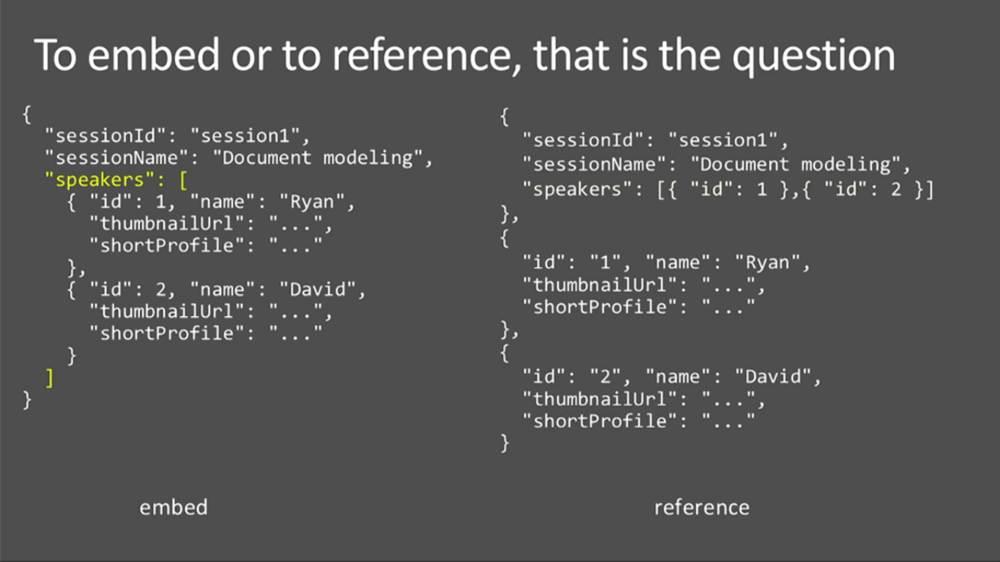 To embed or to reference, that is the question
{
"sessionId": "session1",
"sessionName": "Document modeling",
"speakers": [
{ "id": 1, "name": "Ryan",
"thumbnailUrl": "...",
"shortProfile": "..."
},
{ "id": 2, "name": "David",
"thumbnailUrl": "...",
"shortProfile": "..."
}
]
}
embed
{
"sessionId": "session1",
"sessionName": "Document modeling",
"speakers": [{ "id": 1 },{ "id": 2 }]
},
{
"id": "1", "name": "Ryan",
"thumbnailUrl": "...",
"shortProfile": "..."
},
{
"id": "2", "name": "David",
"thumbnailUrl": "...",
"shortProfile": "..."
}
reference